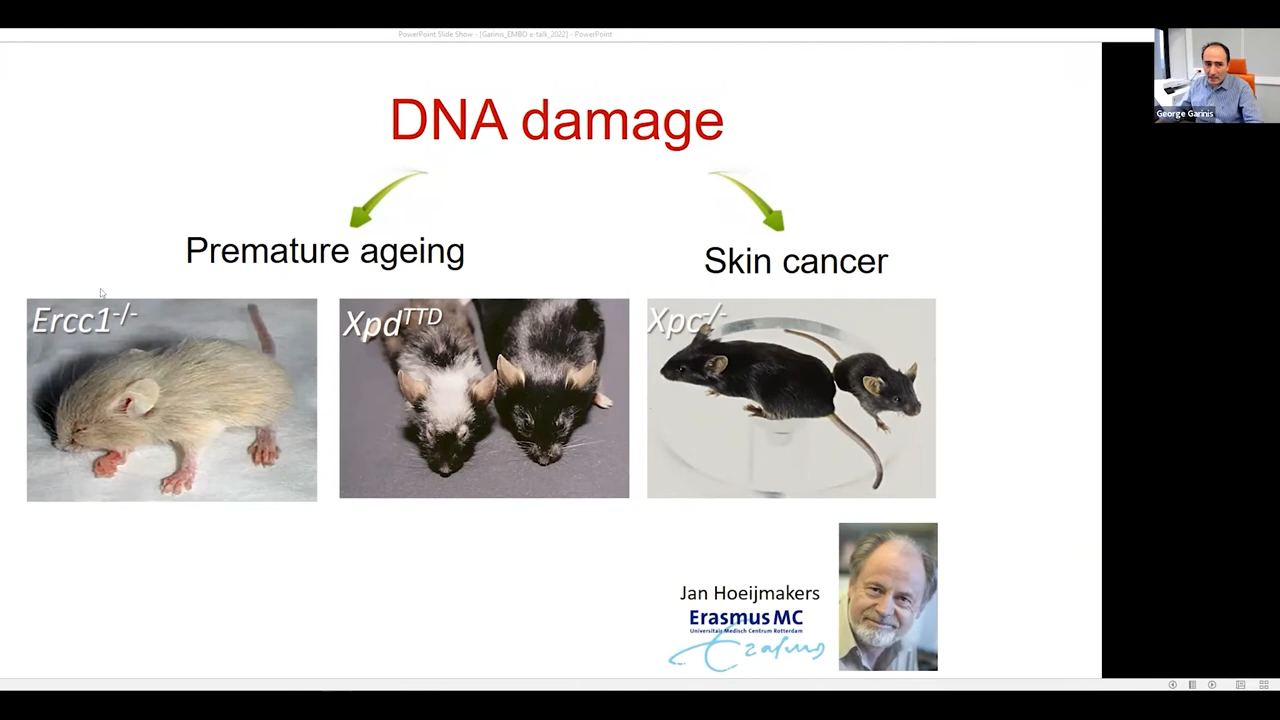 PowerPoint Slide Show - [Garinis_EMBO e-talk_2022] - PowerPoint
George Garinis
DNA damage
Premature ageing
Skin cancer
Ercc1-/-
XpdTTD
Xpc-/-
Jan Hoeijmakers
Erasmus MC
Universitair Medisch Centrum Rotterdam
Erasmus